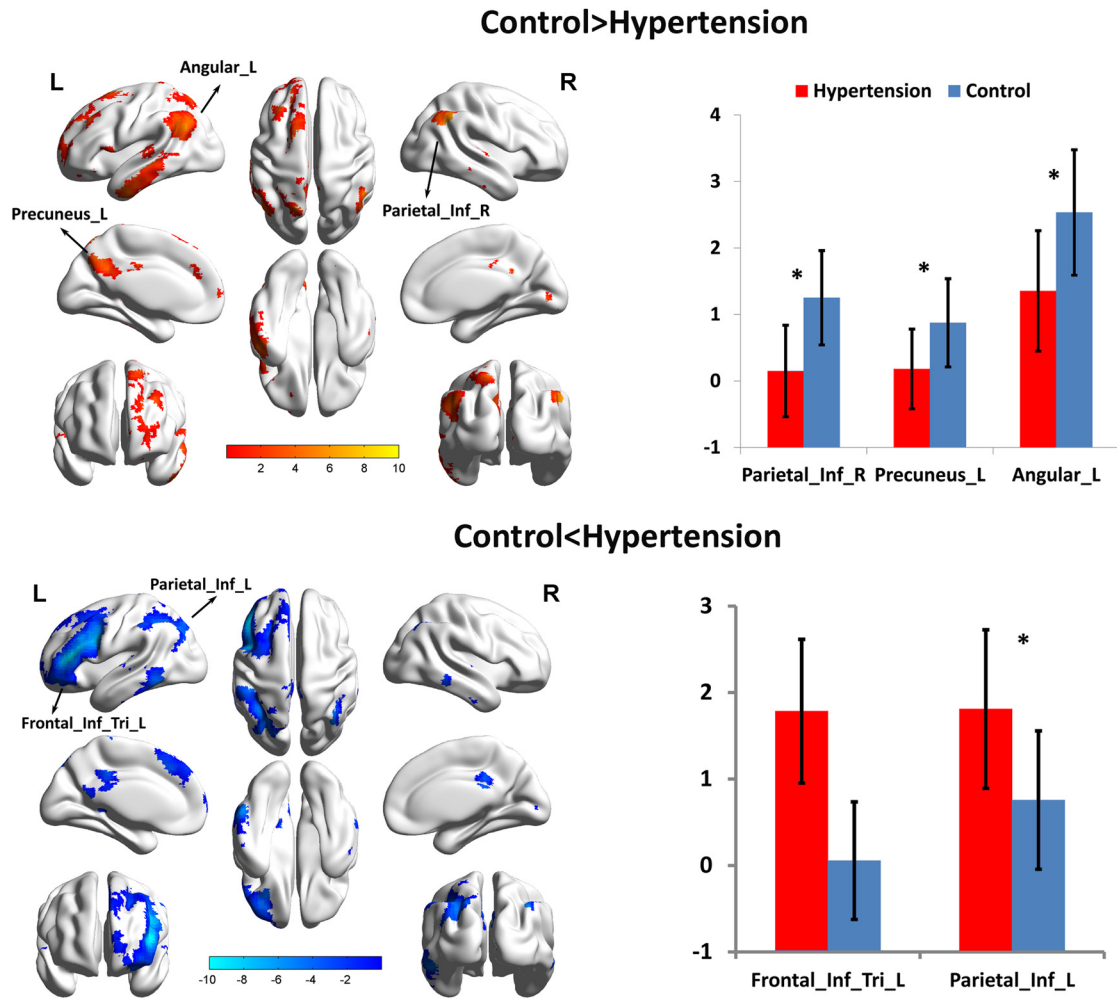 Control>Hypertension
L
Angular_L
R
Precuneus_L
Parietal_Inf_R
2 4 6 8 10
Hypertension Control
4
3
2
1
0
-1
* * *
Parietal_Inf_R Precuneus_L Angular_L
Control<Hypertension
L
Parietal_Inf_L
R
Frontal_Inf_Tri_L
-10 -8 -6 -4 -2
3
2
1
0
-1
*
Frontal_Inf_Tri_L Parietal_Inf_L